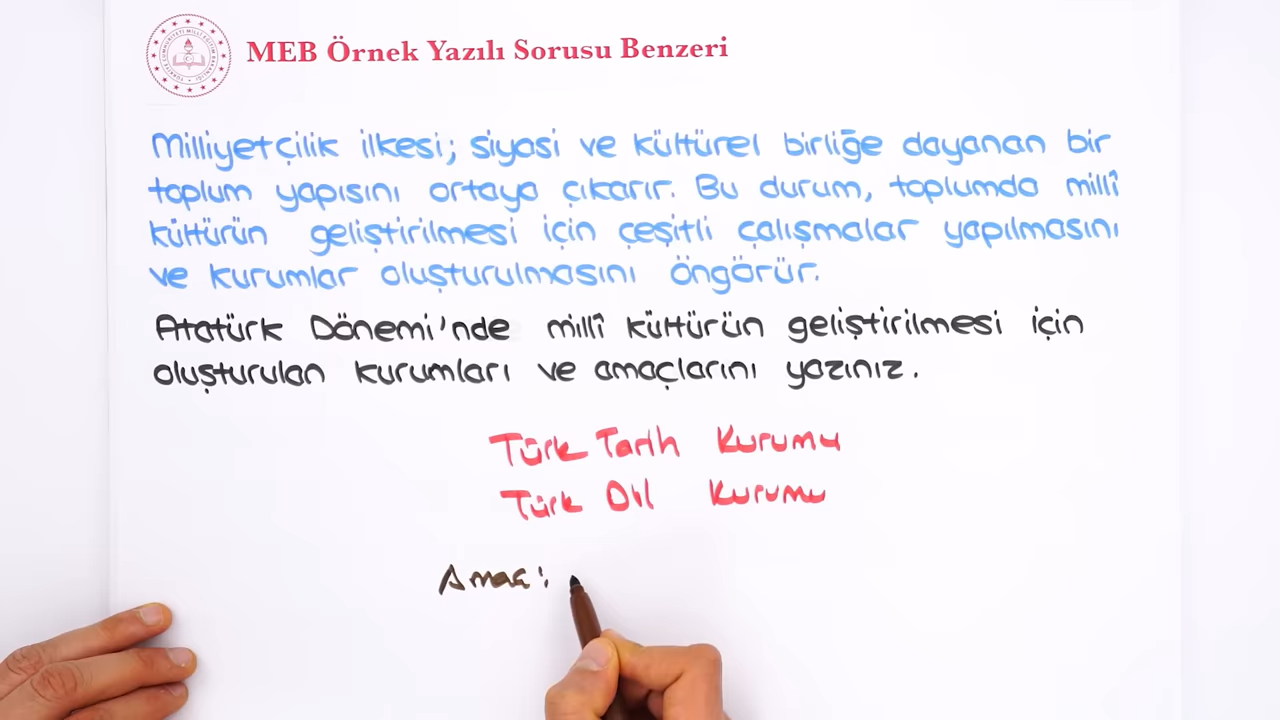 MEB Örnek Yazılı Sorusu Benzeri
Milliyetçilik ilkesi; siyasi ve kültürel birliğe dayanan bir
toplum yapısını ortaya çıkarır. Bu durum, toplumda millî
kültürün geliştirilmesi için çeşitli çalışmalar yapılmasını
ve kurumlar oluşturulmasını öngörür.
Atatürk Dönemi'nde millî kültürün geliştirilmesi için
oluşturulan kurumları ve amaçlarını yazınız.
Türk Tarih Kurumu
Türk Dil Kurumu
Amaç: